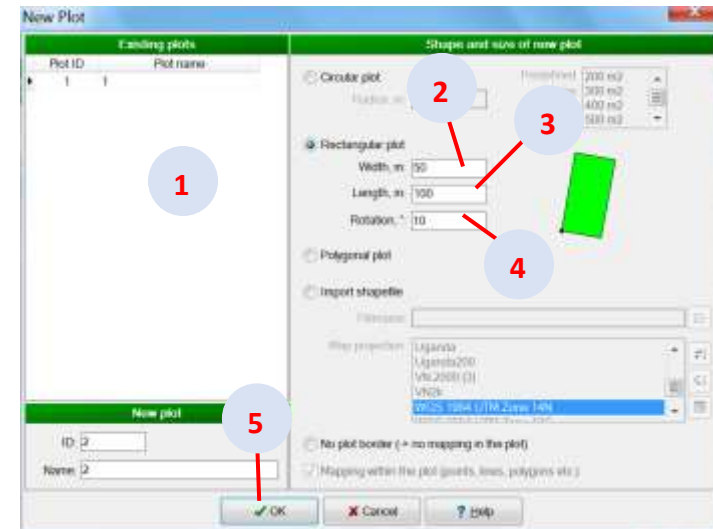 New Plot
Existing plots
Plot ID Plot name
1 1
1
New plot
ID: 2
Name: 2
Shape and size of new plot
Circular plot
Radius, m:
200 m2
300 m2
400 m2
500 m2
2
3
Rectangular plot
Width, m: 50
Length, m: 100
Rotation, °: 10
4
Polygonal plot
Import shapefile
Filename:
Map projection:
Uganda
Uganda200
VN2000 (3)
VN2k
WGS 1984 UTM Zone 14N
No plot border (-> no mapping in the plot)
Mapping within the plot (points, lines, polygons etc.)
5
OK
Cancel
? Help